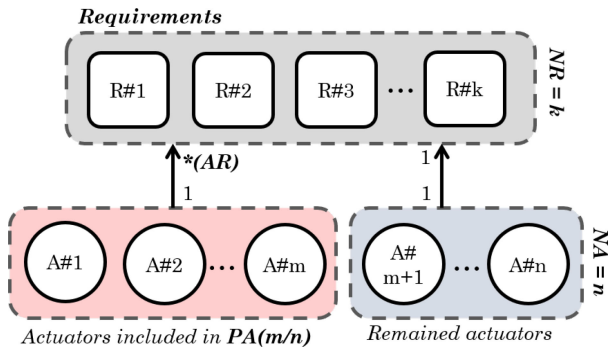 Requirements
R#1 R#2 R#3 ... R#k
NR = k
*(AR) 1
1 1
A#1 A#2 ... A#m
A#
m+1 ... A#n
NA = n
Actuators included in PA(m/n)
Remained actuators